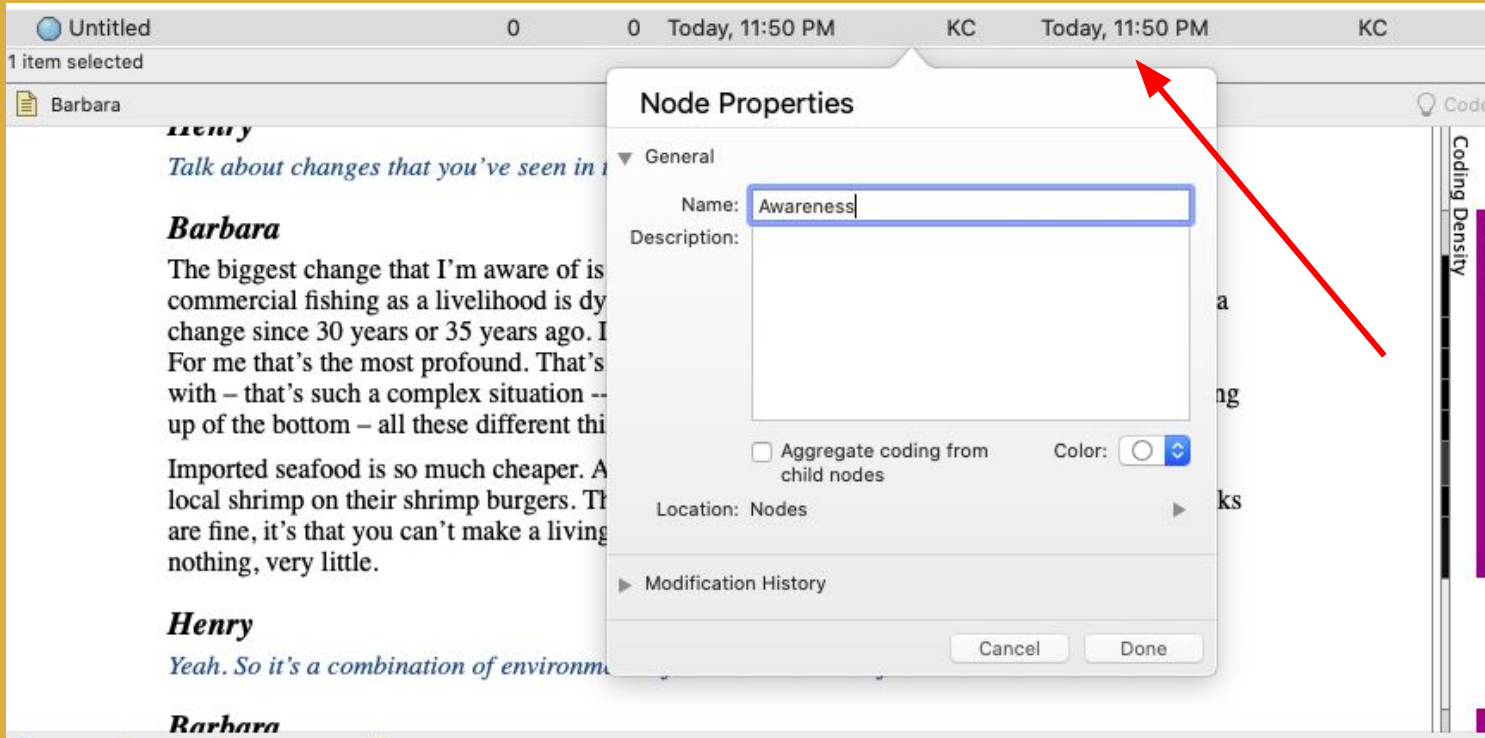 Untitled 0 0 Today, 11:50 PM KC Today, 11:50 PM KC
1 item selected
Barbara
Node Properties
Code
Henry
Talk about changes that you've seen in
General
Name: Awareness
Description:
Barbara
The biggest change that I'm aware of is
commercial fishing as a livelihood is dy
a
change since 30 years or 35 years ago. I
For me that's the most profound. That's
with – that's such a complex situation --
ng
up of the bottom – all these different thi
Aggregate coding from
child nodes
Color:
Imported seafood is so much cheaper. A
local shrimp on their shrimp burgers. Th
ks
Location: Nodes
are fine, it's that you can't make a living
nothing, very little.
Modification History
Henry
Cancel Done
Yeah. So it's a combination of environm
Barbara
Coding Density